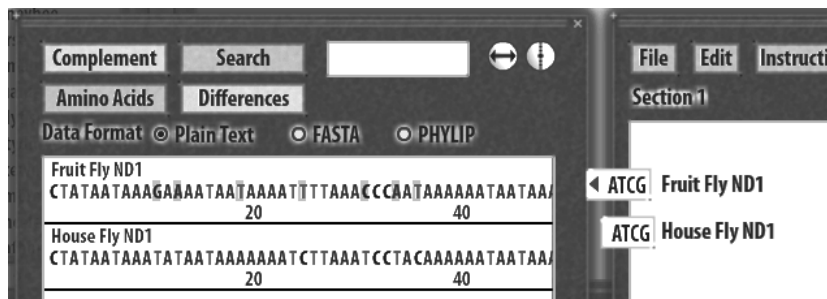 Complement Search
Amino Acids Differences
Data Format Plain Text FASTA PHYLIP
Fruit Fly ND1
CTATAATAAAGAAAATAATAAAATTTTAAACCCAATAAAAAATAATAA
20 40
House Fly ND1
CTATAATAAATATAATAAAAAAATCTTAAATCCTACAAAAAATAATAA
20 40
File Edit
Section 1
ATCG Fruit Fly ND1
ATCG House Fly ND1